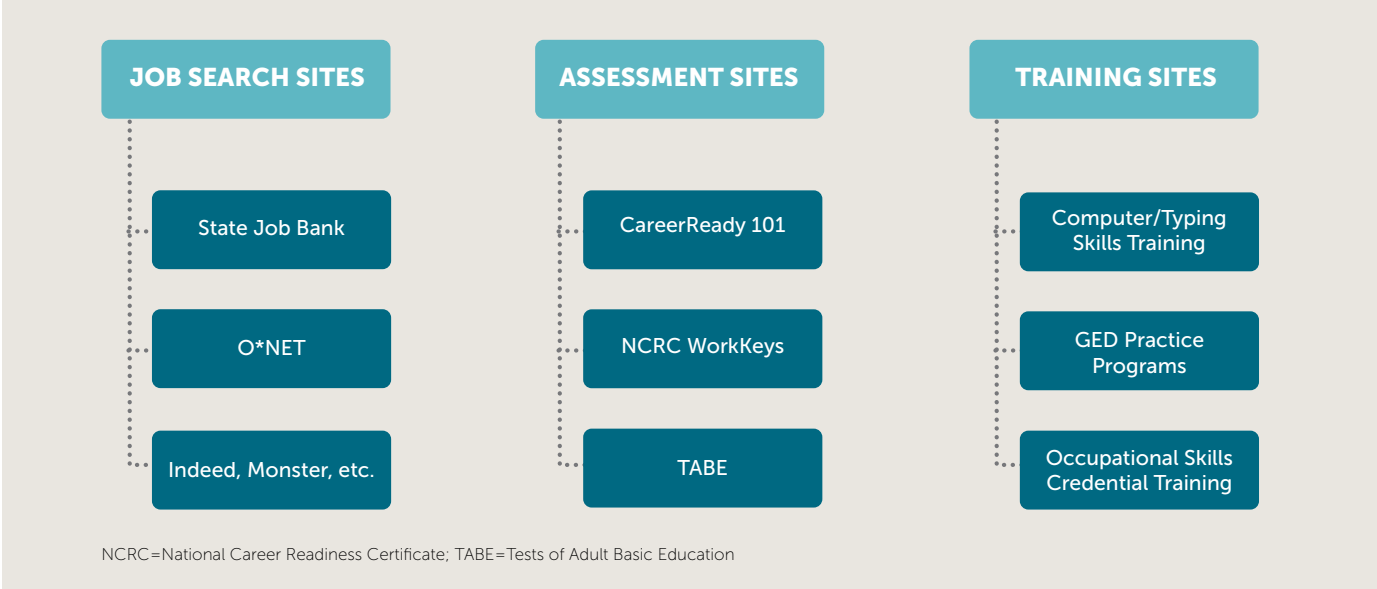 JOB SEARCH SITES
State Job Bank
O*NET
Indeed, Monster, etc.
ASSESSMENT SITES
CareerReady 101
NCRC WorkKeys
TABE
TRAINING SITES
Computer/Typing
Skills Training
GED Practice
Programs
Occupational Skills
Credential Training
NCRC=National Career Readiness Certificate; TABE=Tests of Adult Basic Education